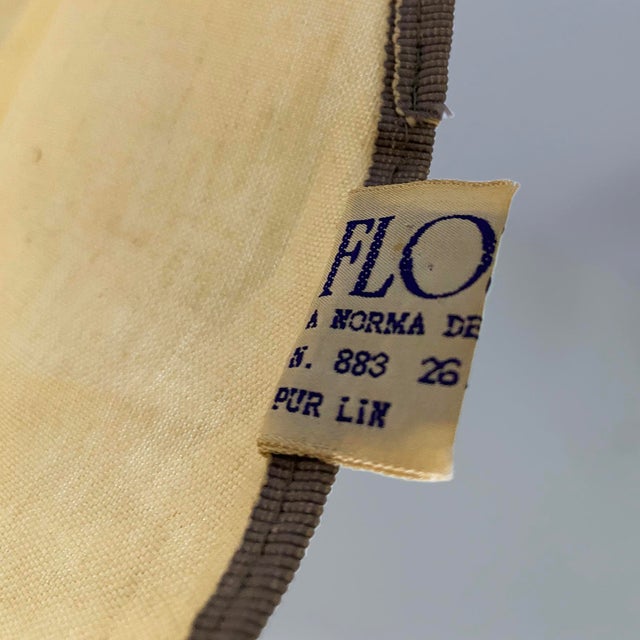 FLO
A NORMA DE
N. 883 26
PUR LIN